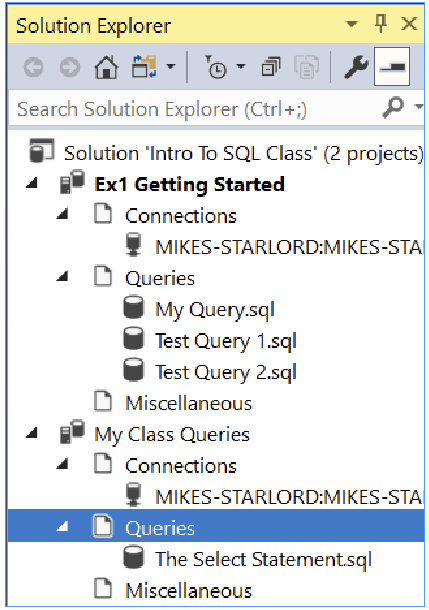 Solution Explorer
Search Solution Explorer (Ctrl+;)
Solution 'Intro To SQL Class' (2 projects)
Ex1 Getting Started
Connections
MIKES-STARLORD:MIKES-STA
Queries
My Query.sql
Test Query 1.sql
Test Query 2.sql
Miscellaneous
My Class Queries
Connections
MIKES-STARLORD:MIKES-STA
Queries
The Select Statement.sql
Miscellaneous